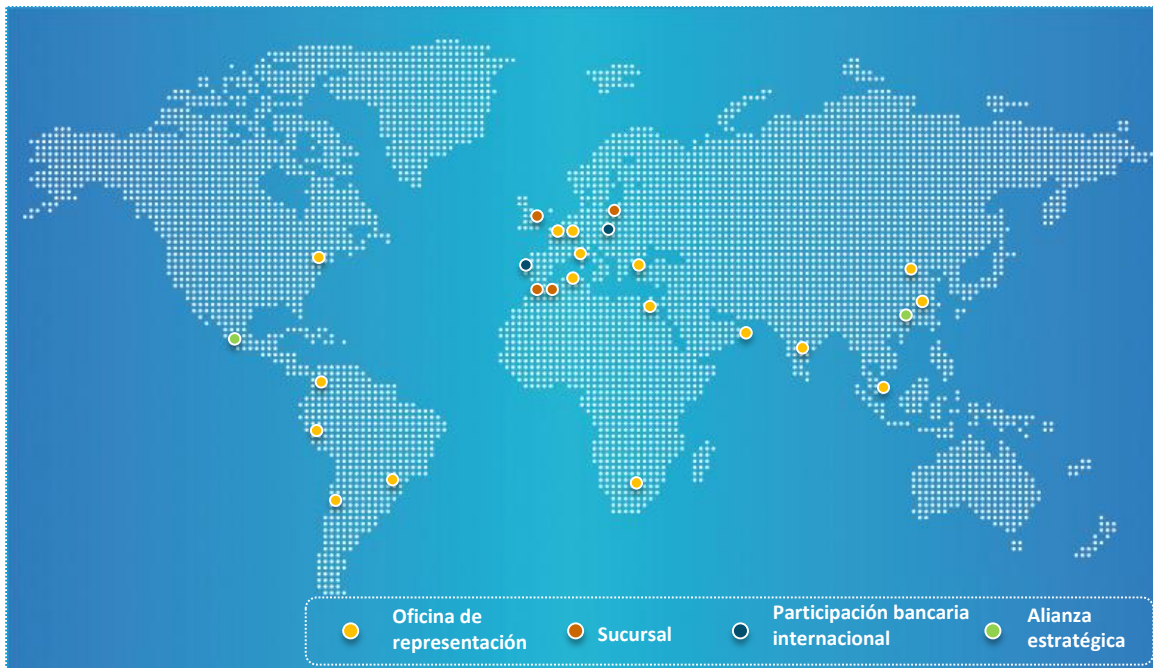 Oficina de
representación
Sucursal
Participación bancaria
internacional
Alianza
estratégica